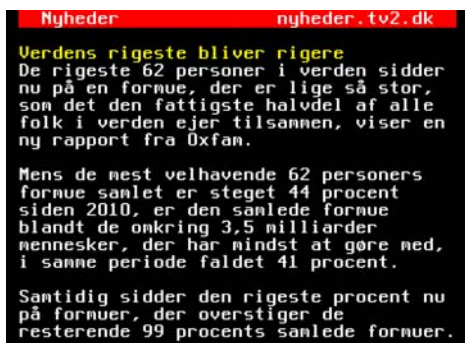 Nyheder nyheder.tv2.dk
Verdens rigeste bliver rigere
De rigeste 62 personer i verden sidder
nu på en formue, der er lige så stor,
som det den fattigste halvdel af alle
folk i verden ejer tilsammen, viser en
ny rapport fra Oxfam.
Mens de mest velhavende 62 personers
formue samlet er steget 44 procent
siden 2010, er den samlede formue
blandt de omkring 3,5 milliarder
mennesker, der har mindst at gøre med,
i samme periode faldet 41 procent.
Samtidig sidder den rigeste procent nu
på formuer, der overstiger de
resterende 99 procents samlede formuer.